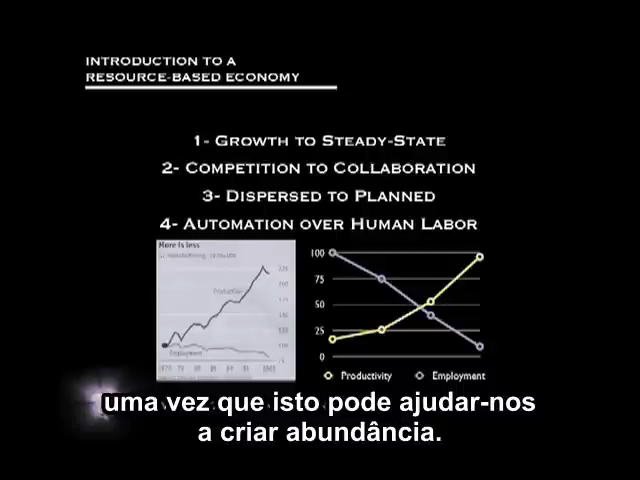 INTRODUCTION TO A
RESOURCE-BASED ECONOMY
1- GROWTH TO STEADY-STATE
2- COMPETITION TO COLLABORATION
3- DISPERSED TO PLANNED
4- AUTOMATION OVER HUMAN LABOR
More is less
Production
Employment
100
75
50
25
0
Productivity
Employment
uma vez que isto pode ajudar-nos
a criar abundância.